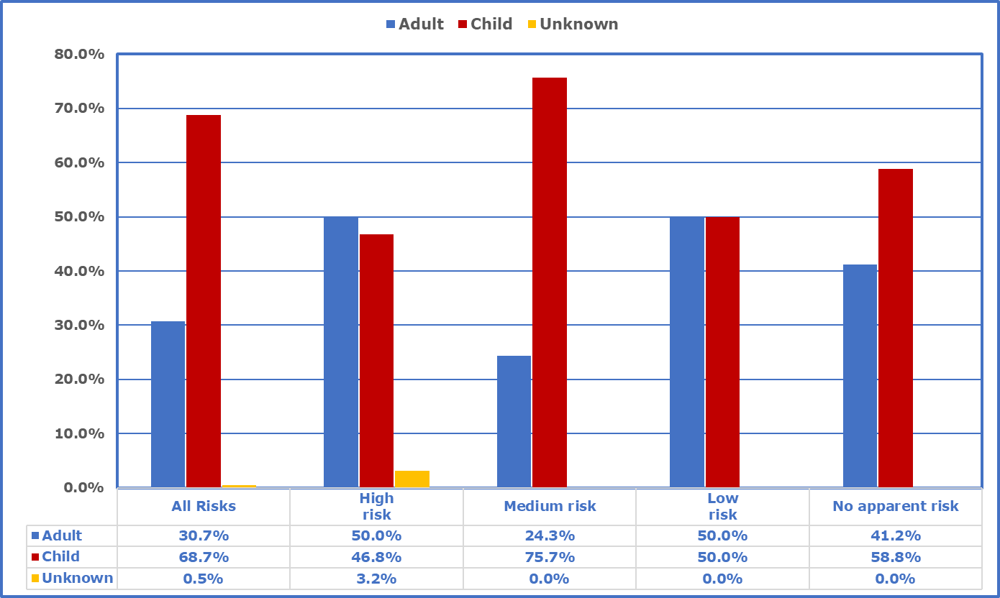 Adult Child Unknown
80.0%
70.0%
60.0%
50.0%
40.0%
30.0%
20.0%
10.0%
0.0%
All Risks High risk Medium risk Low risk No apparent risk
Adult 30.7% 50.0% 24.3% 50.0% 41.2%
Child 68.7% 46.8% 75.7% 50.0% 58.8%
Unknown 0.5% 3.2% 0.0% 0.0% 0.0%